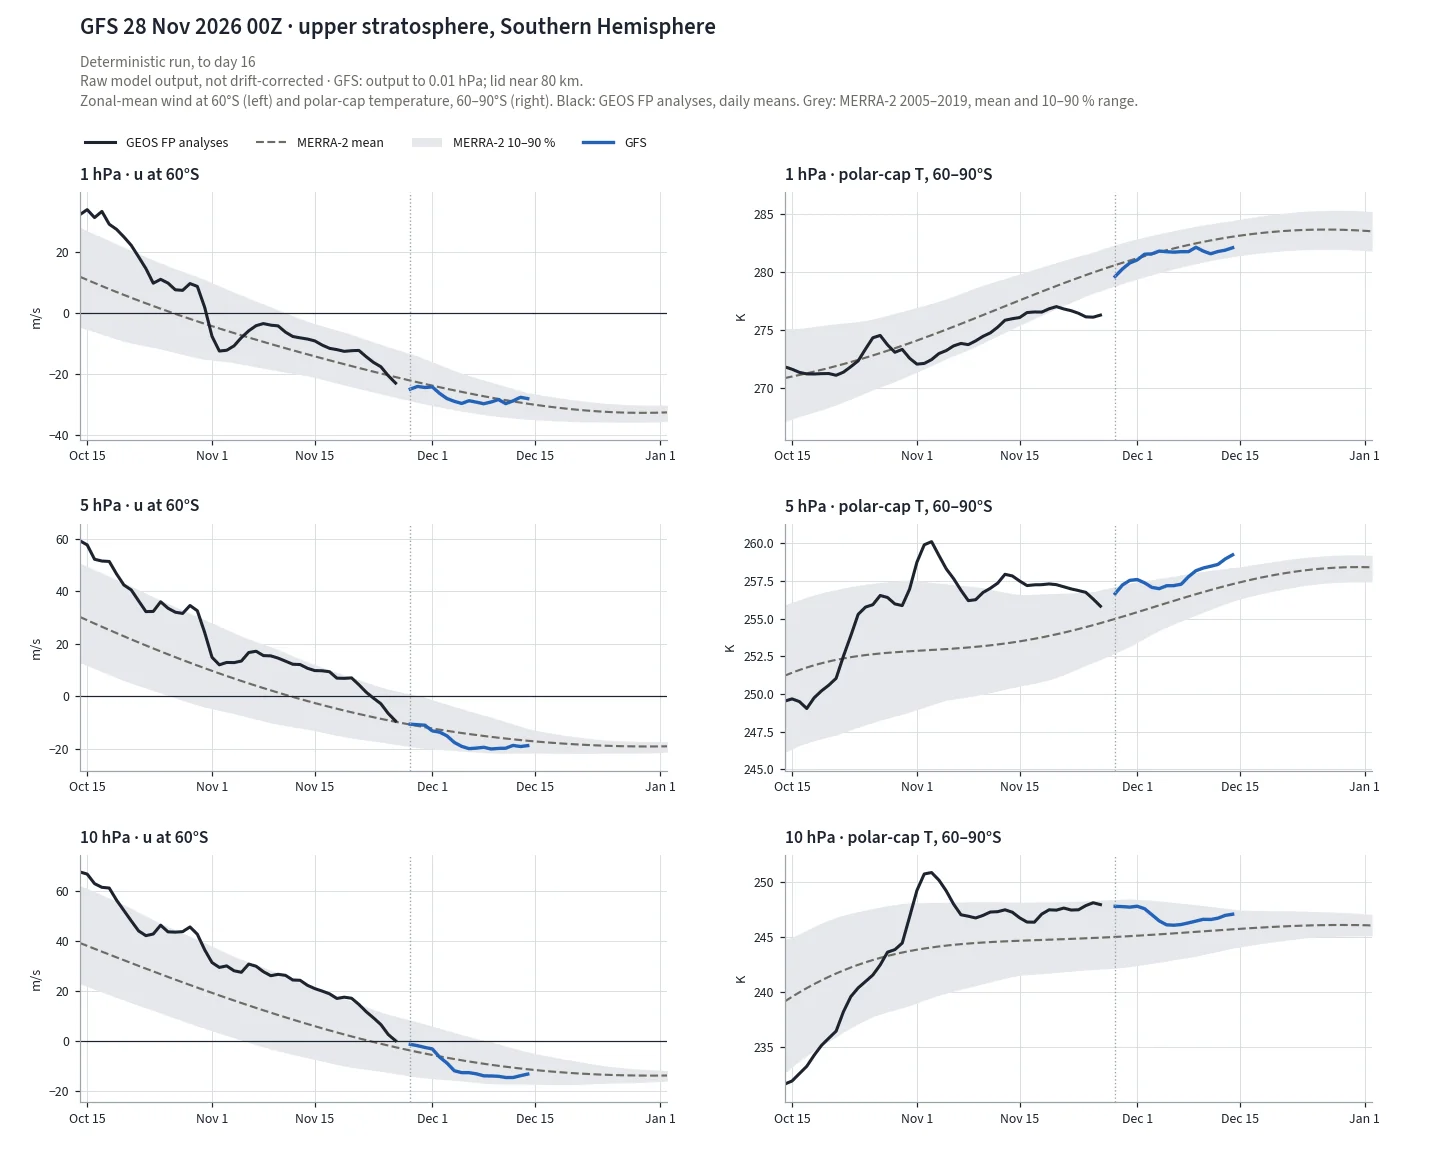 GFS 28 Nov 2026 00Z · upper stratosphere, Southern Hemisphere
Deterministic run, to day 16
Raw model output, not drift-corrected · GFS: output to 0.01 hPa; lid near 80 km.
Zonal-mean wind at 60°S (left) and polar-cap temperature, 60–90°S (right). Black: GEOS FP analyses, daily means. Grey: MERRA-2 2005–2019, mean and 10–90 % range.
GEOS FP analyses MERRA-2 mean MERRA-2 10–90 % GFS
1 hPa · u at 60°S
m/s
20
0
−20
−40
Oct 15 Nov 1 Nov 15 Dec 1 Dec 15 Jan 1
1 hPa · polar-cap T, 60–90°S
K
285
280
275
270
Oct 15 Nov 1 Nov 15 Dec 1 Dec 15 Jan 1
5 hPa · u at 60°S
m/s
60
40
20
0
−20
Oct 15 Nov 1 Nov 15 Dec 1 Dec 15 Jan 1
5 hPa · polar-cap T, 60–90°S
K
260.0
257.5
255.0
252.5
250.0
247.5
245.0
Oct 15 Nov 1 Nov 15 Dec 1 Dec 15 Jan 1
10 hPa · u at 60°S
m/s
60
40
20
0
−20
Oct 15 Nov 1 Nov 15 Dec 1 Dec 15 Jan 1
10 hPa · polar-cap T, 60–90°S
K
250
245
240
235
Oct 15 Nov 1 Nov 15 Dec 1 Dec 15 Jan 1